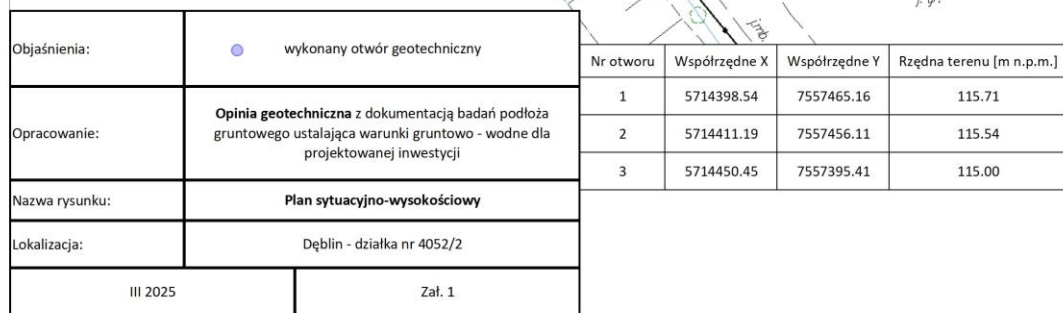 j. gr.
jmb.
Objaśnienia:
wykonany otwór geotechniczny
Opracowanie:
Opinia geotechniczna z dokumentacją badań podłoża
gruntowego ustalająca warunki gruntowo - wodne dla
projektowanej inwestycji
Nazwa rysunku:
Plan sytuacyjno-wysokościowy
Lokalizacja:
Dęblin - działka nr 4052/2
III 2025
Zał. 1
Nr otworu Współrzędne X Współrzędne Y Rzędna terenu [m n.p.m.]
1 5714398.54 7557465.16 115.71
2 5714411.19 7557456.11 115.54
3 5714450.45 7557395.41 115.00